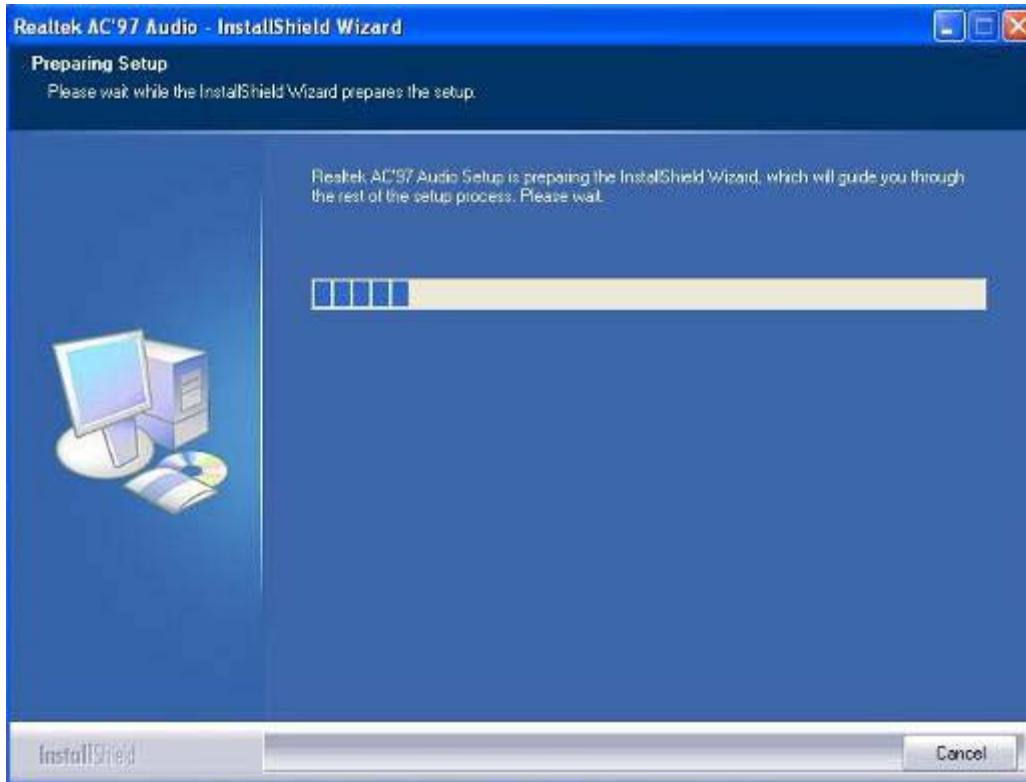 Realtek AC'97 Audio - InstallShield Wizard
Preparing Setup
Please wait while the InstallShield Wizard prepares the setup.
Realtek AC'97 Audio Setup is preparing the InstallShield Wizard, which will guide you through
the rest of the setup process. Please wait.
InstallShield
Cancel